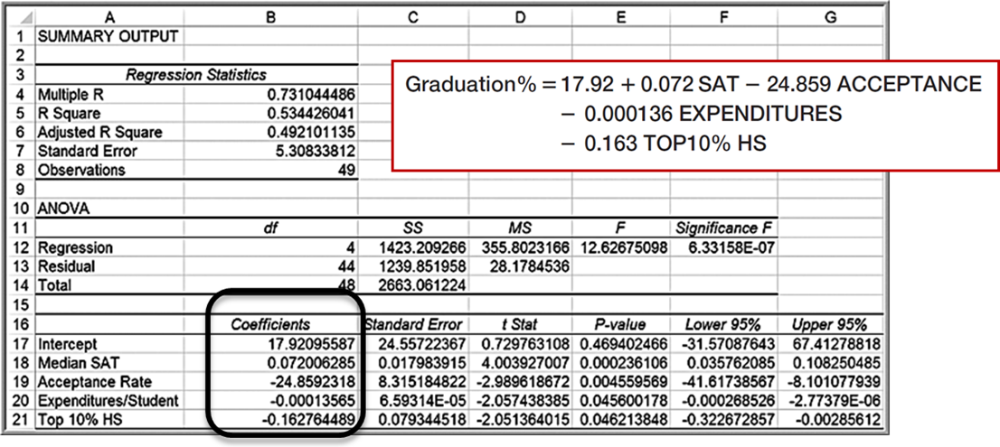 A B C D E F G
1 SUMMARY OUTPUT
2
3 Regression Statistics
4 Multiple R 0.731044486
5 R Square 0.534426041
6 Adjusted R Square 0.492101135
7 Standard Error 5.30833812
8 Observations 49
Graduation% = 17.92 + 0.072 SAT − 24.859 ACCEPTANCE
− 0.000136 EXPENDITURES
− 0.163 TOP10% HS
9
10 ANOVA
11 df SS MS F Significance F
12 Regression 4 1423.209266 355.8023166 12.62675098 6.33158E-07
13 Residual 44 1239.851958 28.1784536
14 Total 48 2663.061224
15
16 Coefficients Standard Error t Stat P-value Lower 95% Upper 95%
17 Intercept 17.92095587 24.55722367 0.729763108 0.469402466 -31.57087643 67.41278818
18 Median SAT 0.072006285 0.017983915 4.003927007 0.000236106 0.035762085 0.108250485
19 Acceptance Rate -24.8592318 8.315184822 -2.989618672 0.004559569 -41.61738567 -8.101077939
20 Expenditures/Student -0.00013565 6.59314E-05 -2.057438385 0.045600178 -0.000268526 -2.77379E-06
21 Top 10% HS -0.162764489 0.079344518 -2.051364015 0.046213848 -0.322672857 -0.00285612